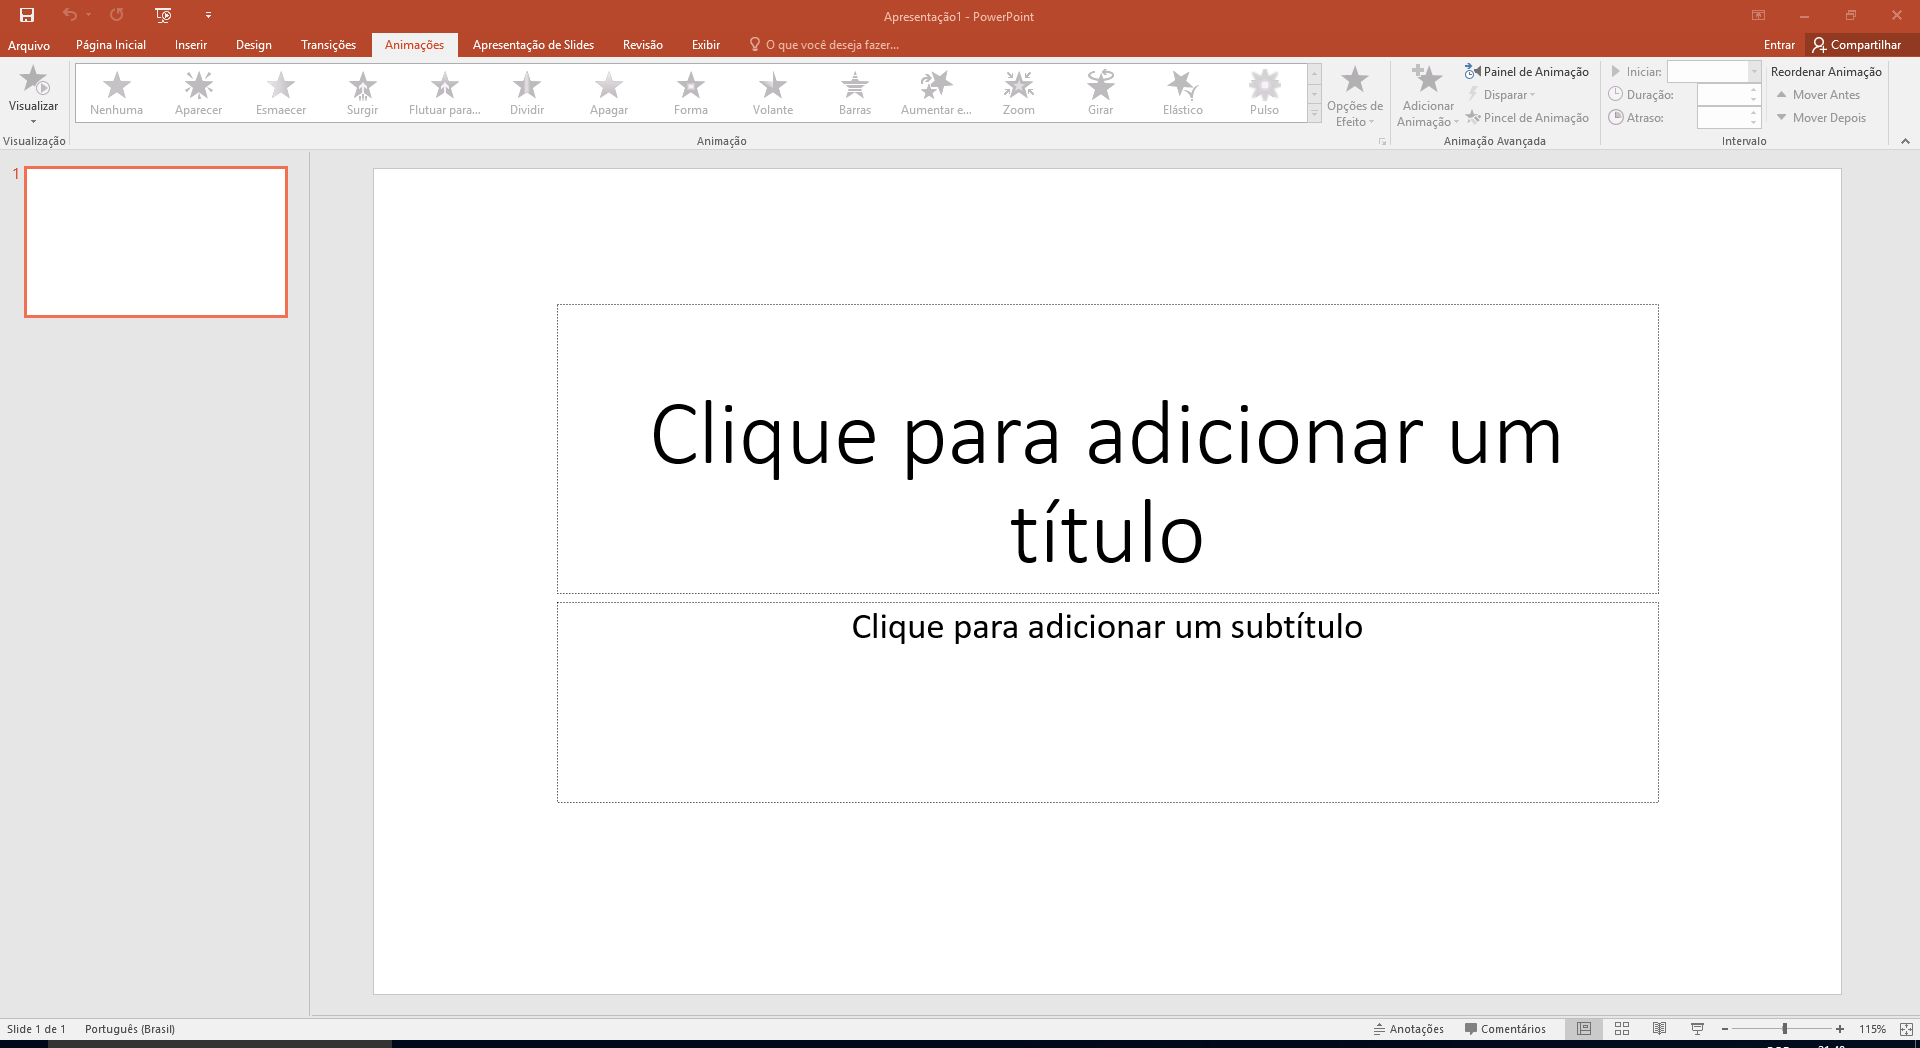 Apresentação1 - PowerPoint
Arquivo Página Inicial Inserir Design Transições Animações Apresentação de Slides Revisão Exibir O que você deseja fazer... Entrar Compartilhar
Visualizar
Nenhuma Aparecer Esmaecer Surgir Flutuar para... Dividir Apagar Forma Volante Barras Aumentar e... Zoom Girar Elástico Pulso
Opções de Efeito
Adicionar Animação
Painel de Animação
Disparar
Pincel de Animação
Iniciar:
Duração:
Atraso:
Reordenar Animação
Mover Antes
Mover Depois
Visualização Animação Animação Avançada Intervalo
1
Clique para adicionar um
título
Clique para adicionar um subtítulo
Slide 1 de 1 Português (Brasil) Anotações Comentários 115%